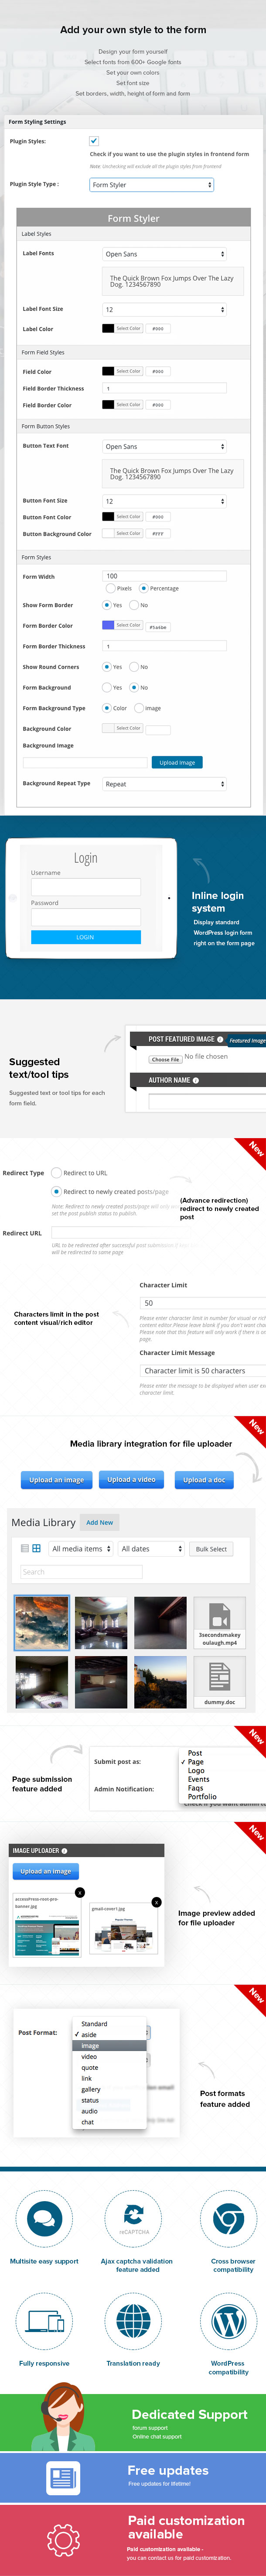 Add your own style to the form
Design your form yourself
Select fonts from 600+ Google fonts
Set your own colors
Set font size
Set borders, width, height of form and form
Form Styling Settings
Plugin Styles:
Check if you want to use the plugin styles in frontend form
Note: Unchecking will exclude all the plugin styles from frontend
Plugin Style Type :
Form Styler
Form Styler
Label Styles
Label Fonts
Open Sans
The Quick Brown Fox Jumps Over The Lazy
Dog. 1234567890
Label Font Size
12
Label Color
Select Color
#000
Form Field Styles
Field Color
Select Color
#000
Field Border Thickness
1
Field Border Color
Select Color
#000
Form Button Styles
Button Text Font
Open Sans
The Quick Brown Fox Jumps Over The Lazy
Dog. 1234567890
Button Font Size
12
Button Font Color
Select Color
#000
Button Background Color
Select Color
#FFF
Form Styles
Form Width
100
Pixels
Percentage
Show Form Border
Yes
No
Form Border Color
Select Color
Form Border Thickness
1
Show Round Corners
Yes
No
Form Background
Yes
No
Form Background Type
Color
image
Background Color
Select Color
Background Image
Upload Image
Background Repeat Type
Repeat
Login
Username
Password
LOGIN
Inline login
system
Display standard
WordPress login form
right on the form page
Suggested
text/tool tips
Suggested text or tool tips for each
form field.
POST FEATURED IMAGE
Featured Image
Choose File
No file chosen
AUTHOR NAME
New
Redirect Type
Redirect to URL
Redirect to newly created posts/page
Note: Redirect to newly created posts/page will only
set the post publish status to publish.
Redirect URL
URL to be redirected after successful post submission
will be redirected to same page
(Advance redirection)
redirect to newly created
post
Characters limit in the post
content visual/rich editor
Character Limit
50
Please enter character limit in number for visual or rich
content editor. Please leave blank if you don't want cha
Please note that this feature will only work if there is o
page.
Character Limit Message
Character limit is 50 characters
Please enter the message to be displayed when user ex
character limit.
New
Media library integration for file uploader
Upload an image
Upload a video
Upload a doc
Media Library
Add New
All media items
All dates
Bulk Select
Search
3secondsmakey
oulaugh.mp4
dummy.doc
New
Page submission
feature added
Submit post as:
Admin Notification:
Post
✓ Page
Logo
Events
Faqs
Portfolio
Check if you want admin to
New
IMAGE UPLOADER
Upload an image
accessPress-root-pro-
banner.jpg
X
gmail-cover1.jpg
X
Image preview added
for file uploader
New
Post Format:
Standard
✓ aside
image
video
quote
link
gallery
status
audio
chat
Post formats
feature added
Multisite easy support
reCAPTCHA
Ajax captcha validation
feature added
Cross browser
compatibility
Fully responsive
Translation ready
WordPress
compatibility
Dedicated Support
forum support
Online chat support
Free updates
Free updates for lifetime!
Paid customization
available
Paid customization available -
you can contact us for paid customization.